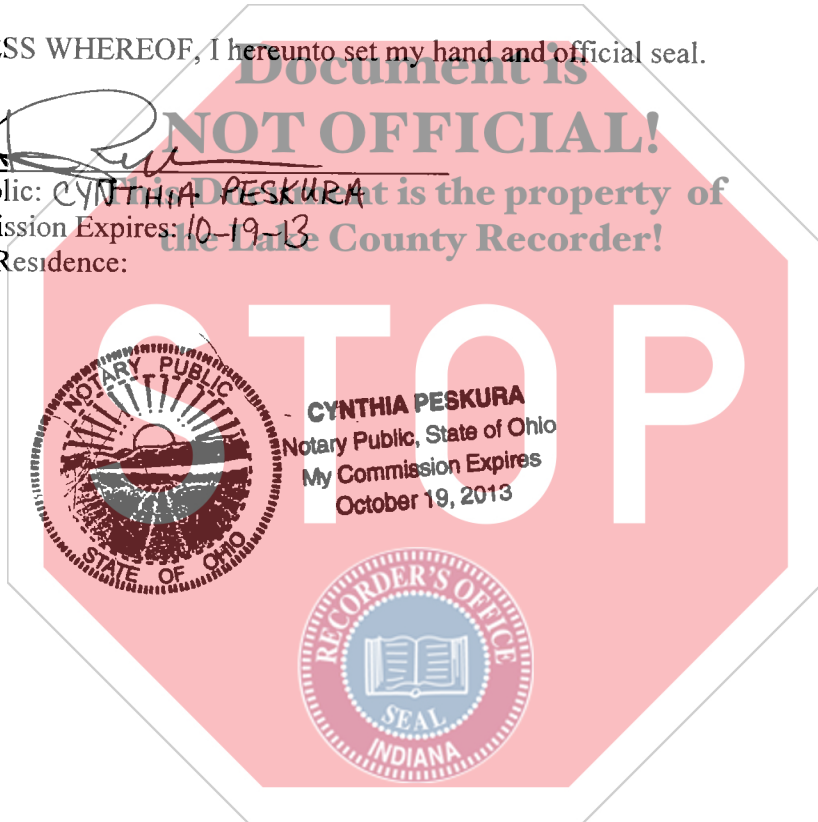 ESS WHEREOF, I hereunto set my hand and official seal.
Document is
NOT OFFICIAL!
This Document is the property of
the Lake County Recorder!
lic: CYNTHIA PESKURA
ission Expires: 10-19-13
Residence:
STOP
NOTARY PUBLIC
STATE OF OHIO
CYNTHIA PESKURA
Notary Public, State of Ohio
My Commission Expires
October 19, 2013
RECORDER'S OFFICE
SEAL
INDIANA